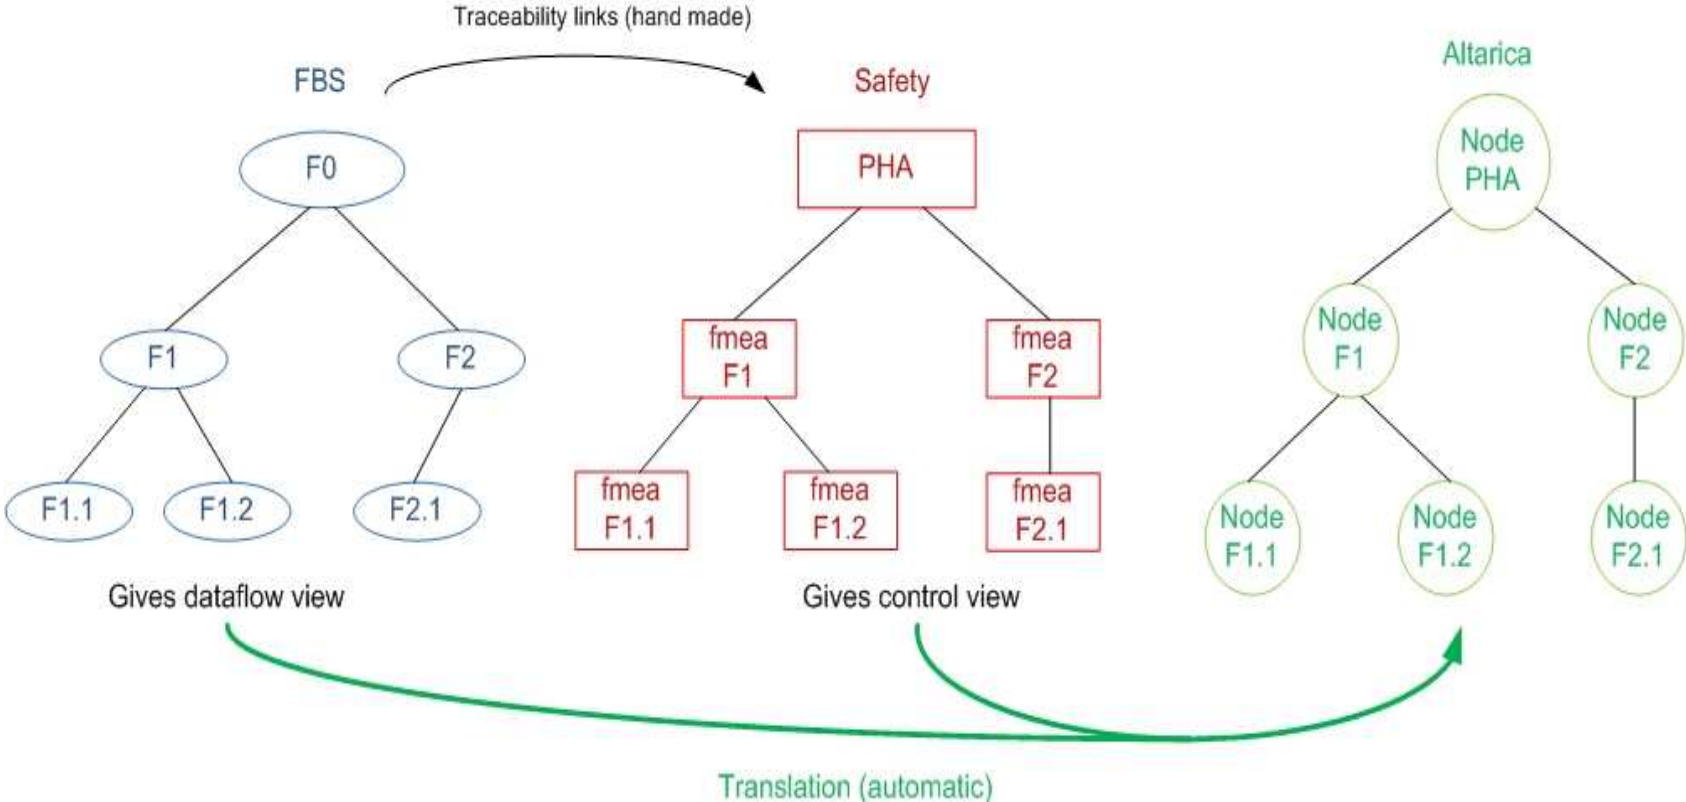 Traceability links (hand made)
FBS
Safety
Altarica
F0
PHA
Node
PHA
F1
F2
fmea
F1
fmea
F2
Node
F1
Node
F2
F1.1
F1.2
F2.1
fmea
F1.1
fmea
F1.2
fmea
F2.1
Node
F1.1
Node
F1.2
Node
F2.1
Gives dataflow view
Gives control view
Translation (automatic)